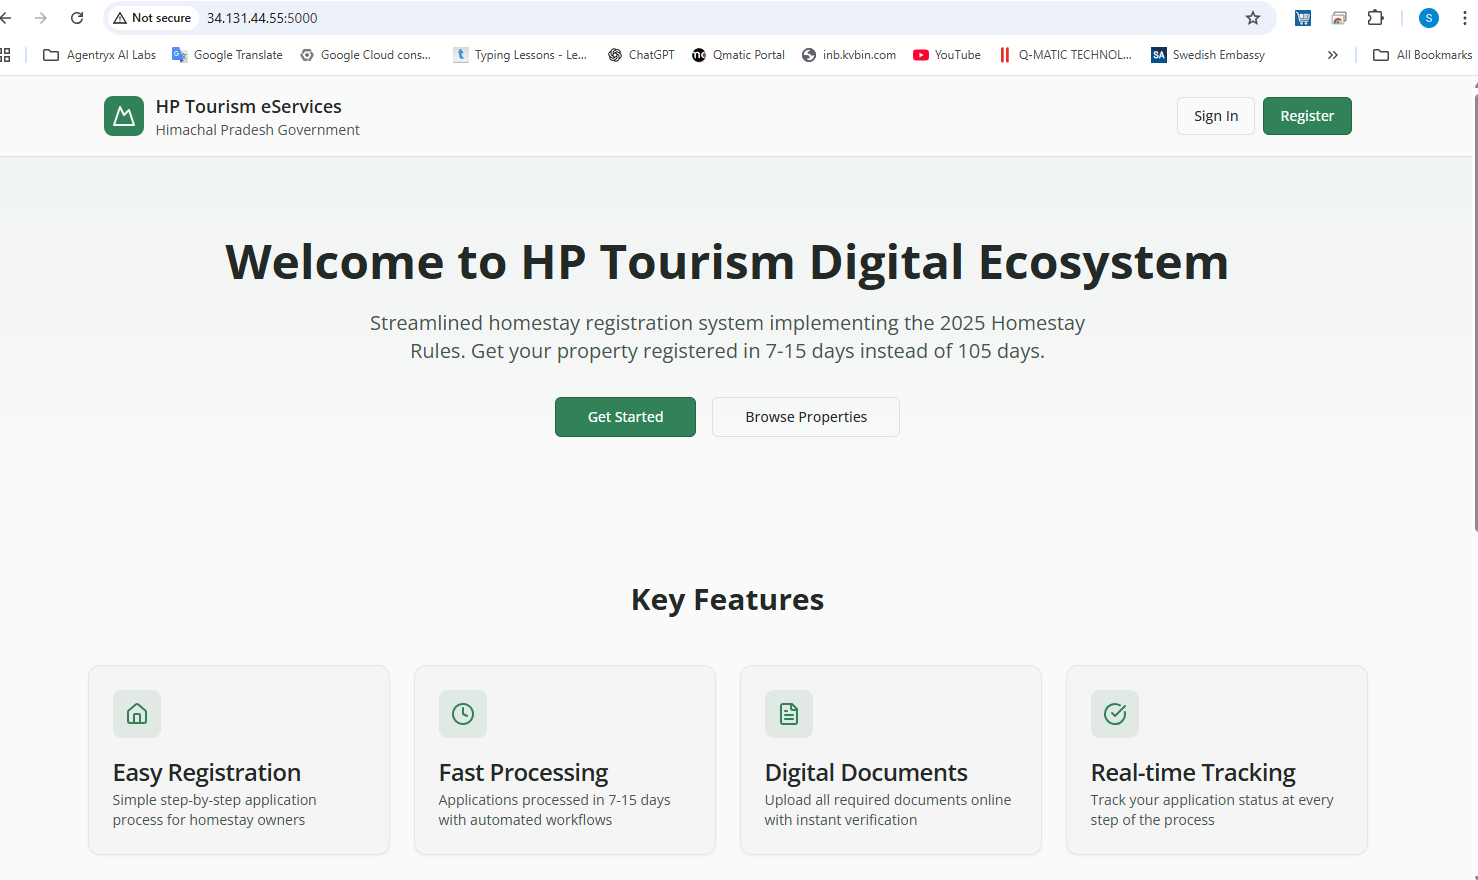 Not secure 34.131.44.55:5000 S
Agentryx AI Labs Google Translate Google Cloud cons... t Typing Lessons - Le... ChatGPT Qmatic Portal inb.kvbin.com YouTube Q-MATIC TECHNOL... SA Swedish Embassy All Bookmarks
HP Tourism eServices
Himachal Pradesh Government
Sign In Register
Welcome to HP Tourism Digital Ecosystem
Streamlined homestay registration system implementing the 2025 Homestay
Rules. Get your property registered in 7-15 days instead of 105 days.
Get Started Browse Properties
Key Features
Easy Registration
Simple step-by-step application
process for homestay owners
Fast Processing
Applications processed in 7-15 days
with automated workflows
Digital Documents
Upload all required documents online
with instant verification
Real-time Tracking
Track your application status at every
step of the process